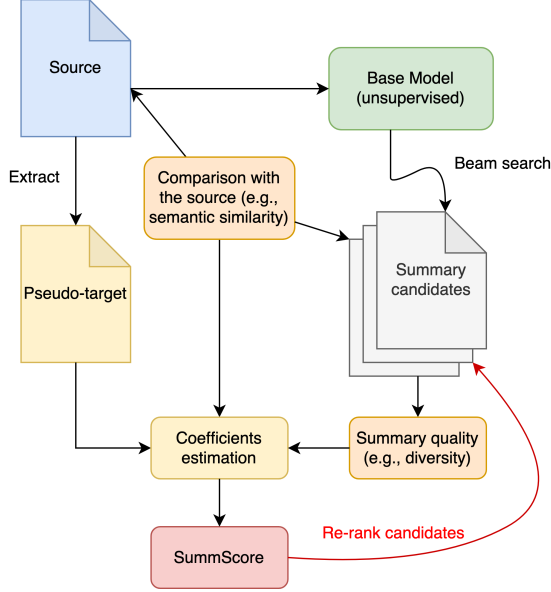 Source
Base Model
(unsupervised)
Extract
Beam search
Comparison with
the source (e.g.,
semantic similarity)
Pseudo-target
Summary
candidates
Coefficients
estimation
Summary quality
(e.g., diversity)
SummScore
Re-rank candidates